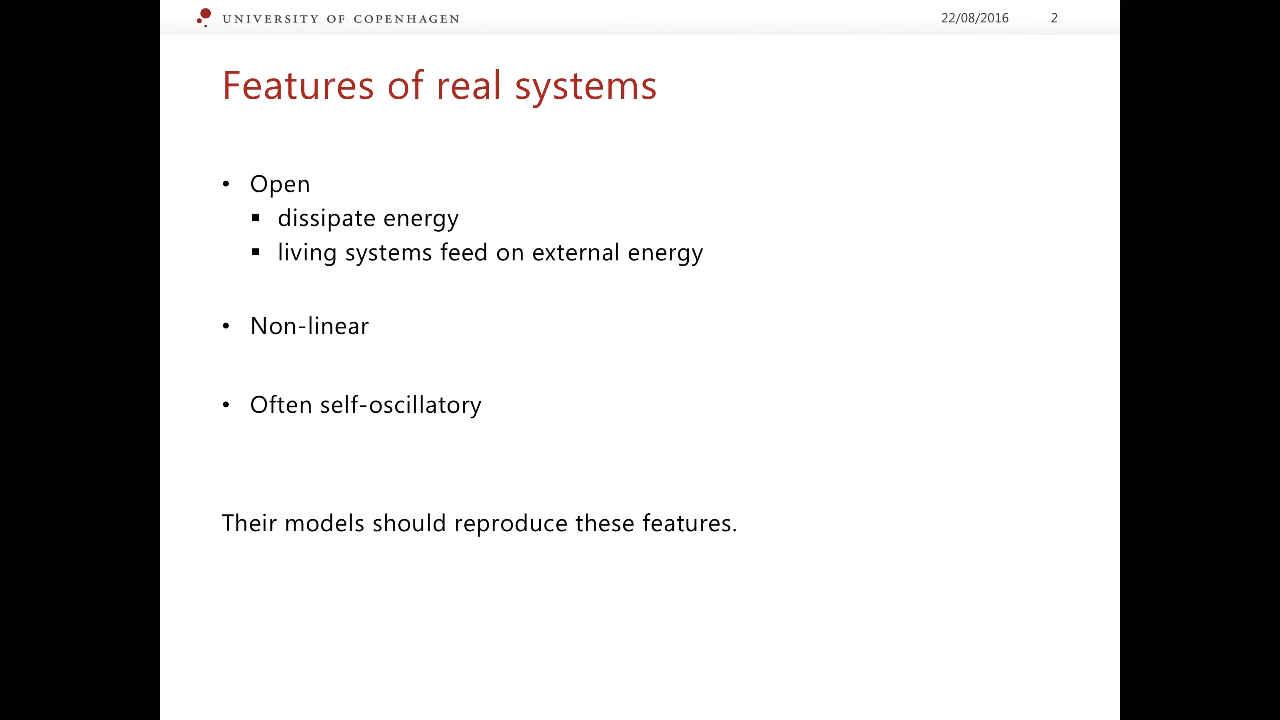 UNIVERSITY OF COPENHAGEN 22/08/2016 2
Features of real systems
• Open
▪ dissipate energy
▪ living systems feed on external energy
• Non-linear
• Often self-oscillatory
Their models should reproduce these features.